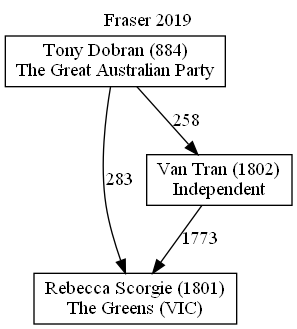 Fraser 2019
Tony Dobran (884)
The Great Australian Party
258
Van Tran (1802)
Independent
283
1773
Rebecca Scorgie (1801)
The Greens (VIC)